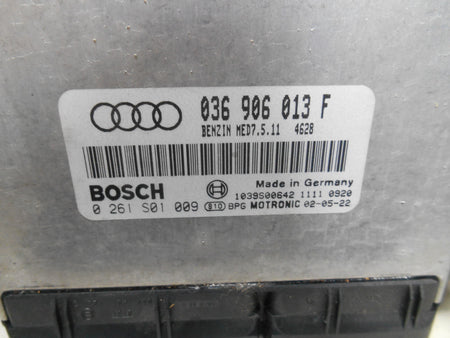 036 906 013 F
BENZIN MED7.5.11 4628
BOSCH
Made in Germany
1039S00642 1111 0920
0 261 S01 009 BPG MOTRONIC 02-05-22